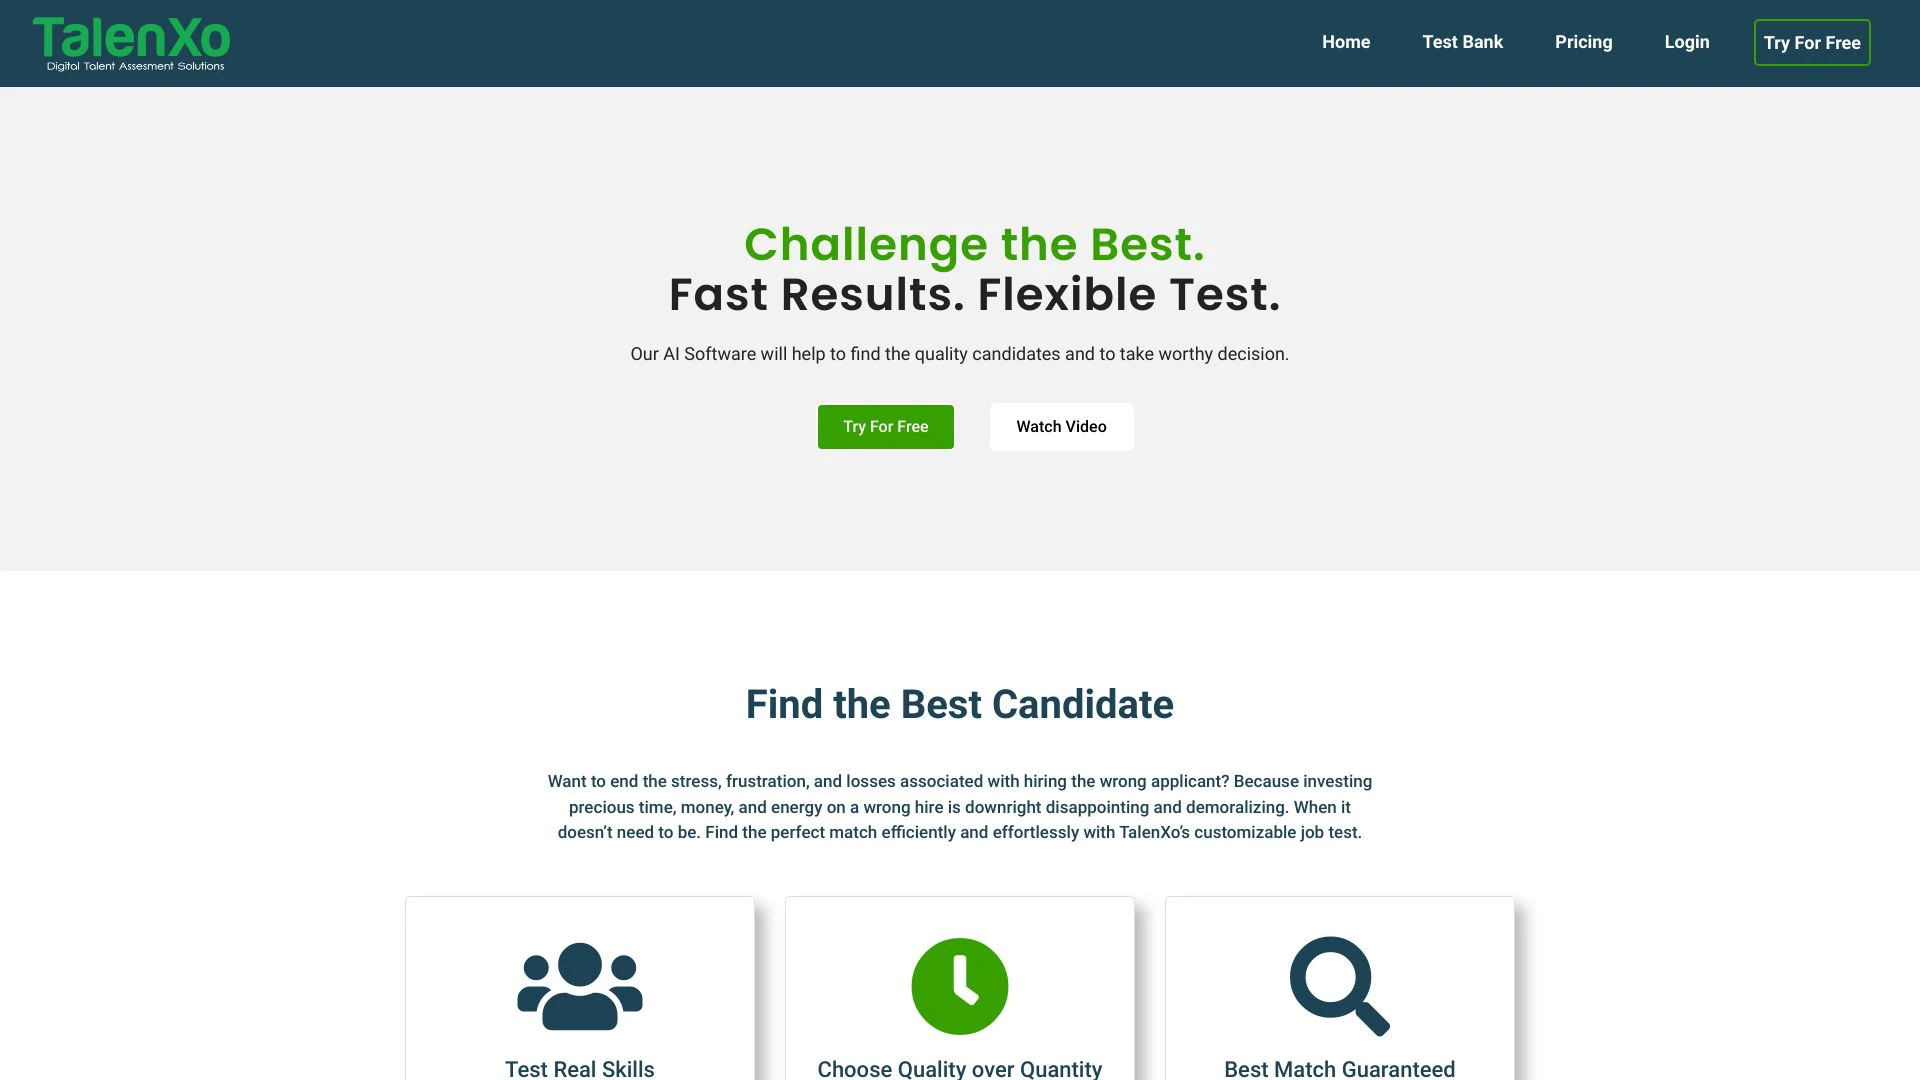 TalenXo
Digital Talent Assesment Solutions
Home
Test Bank
Pricing
Login
Try For Free
Challenge the Best.
Fast Results. Flexible Test.
Our AI Software will help to find the quality candidates and to take worthy decision.
Try For Free
Watch Video
Find the Best Candidate
Want to end the stress, frustration, and losses associated with hiring the wrong applicant? Because investing
precious time, money, and energy on a wrong hire is downright disappointing and demoralizing. When it
doesn’t need to be. Find the perfect match efficiently and effortlessly with TalenXo’s customizable job test.
Test Real Skills
Choose Quality over Quantity
Best Match Guaranteed